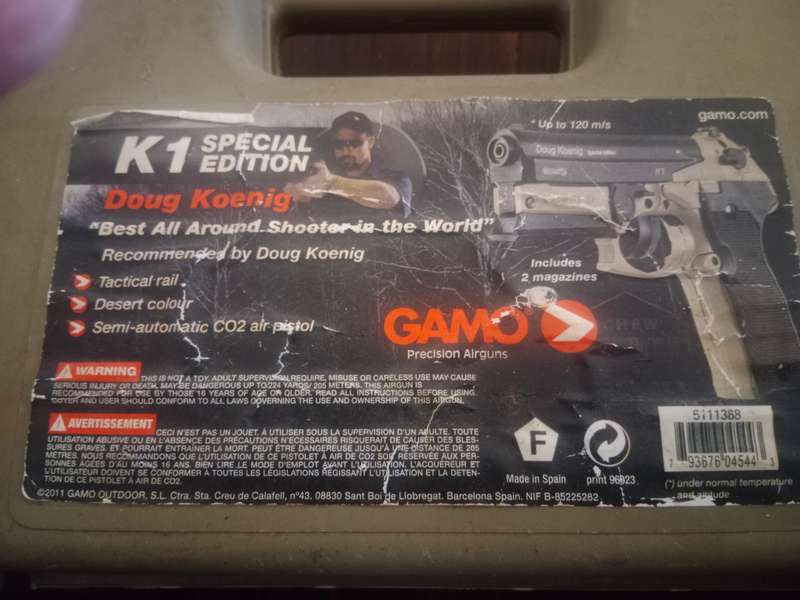 gamo.com
* Up to 120 m/s
K1 SPECIAL EDITION
Doug Koenig
"Best All Around Shooter in the World"
Recommended by Doug Koenig
Tactical rail
Desert colour
Semi-automatic CO2 air pistol
Doug Koenig Special Edition
K1
Includes
2 magazines
GAMO
Precision Airguns
WARNING THIS IS NOT A TOY. ADULT SUPERVISION REQUIRE. MISUSE OR CARELESS USE MAY CAUSE
SERIOUS INJURY OR DEATH. MAY BE DANGEROUS UP TO 224 YARDS/ 205 METERS. THIS AIRGUN IS
RECOMMENDED FOR USE BY THOSE 16 YEARS OF AGE OR OLDER. READ ALL INSTRUCTIONS BEFORE USING.
BUYER AND USER SHOULD CONFORM TO ALL LAWS GOVERNING THE USE AND OWNERSHIP OF THIS AIRGUN.
AVERTISSEMENT CECI N'EST PAS UN JOUET. À UTILISER SOUS LA SUPERVISION D'UN ADULTE. TOUTE
UTILISATION ABUSIVE OU EN L'ABSENCE DES PRÉCAUTIONS NÉCESSAIRES RISQUERAIT DE CAUSER DES BLES-
SURES GRAVES, ET POURRAIT ENTRAÎNER LA MORT. PEUT ÊTRE DANGEREUSE JUSQU'À UNE DISTANCE DE 205
METRES. NOUS RECOMMANDONS QUE L'UTILISATION DE CE PISTOLET À AIR CO2 SOIT RÉSERVÉE AUX PER-
SONNES ÂGÉES D'AU MOINS 16 ANS. BIEN LIRE LE MODE D'EMPLOI AVANT L'UTILISATION. L'ACQUÉREUR ET
L'UTILISATEUR DOIVENT SE CONFORMER À TOUTES LES LÉGISLATIONS RÉGISSANT L'UTILISATION ET LA DÉTEN-
TION DE CE PISTOLET À AIR DE CO2.
F
Made in Spain
print 96923
5111388
7 93676 04544 3
(*) under normal temperature
and altitude
©2011 GAMO OUTDOOR, S.L. Ctra. Sta. Creu de Calafell, nº43. 08830 Sant Boi de Llobregat. Barcelona Spain. NIF B-85225282